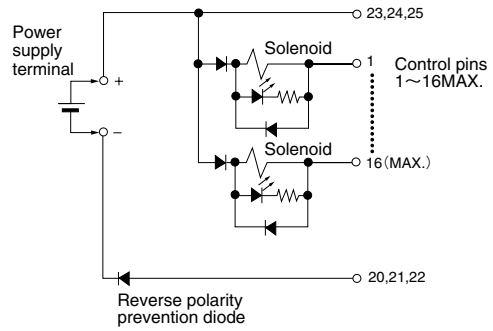 23,24,25
Power
supply
terminal
+
−
Solenoid
1
Control pins
1〜16MAX.
Solenoid
16(MAX.)
20,21,22
Reverse polarity
prevention diode